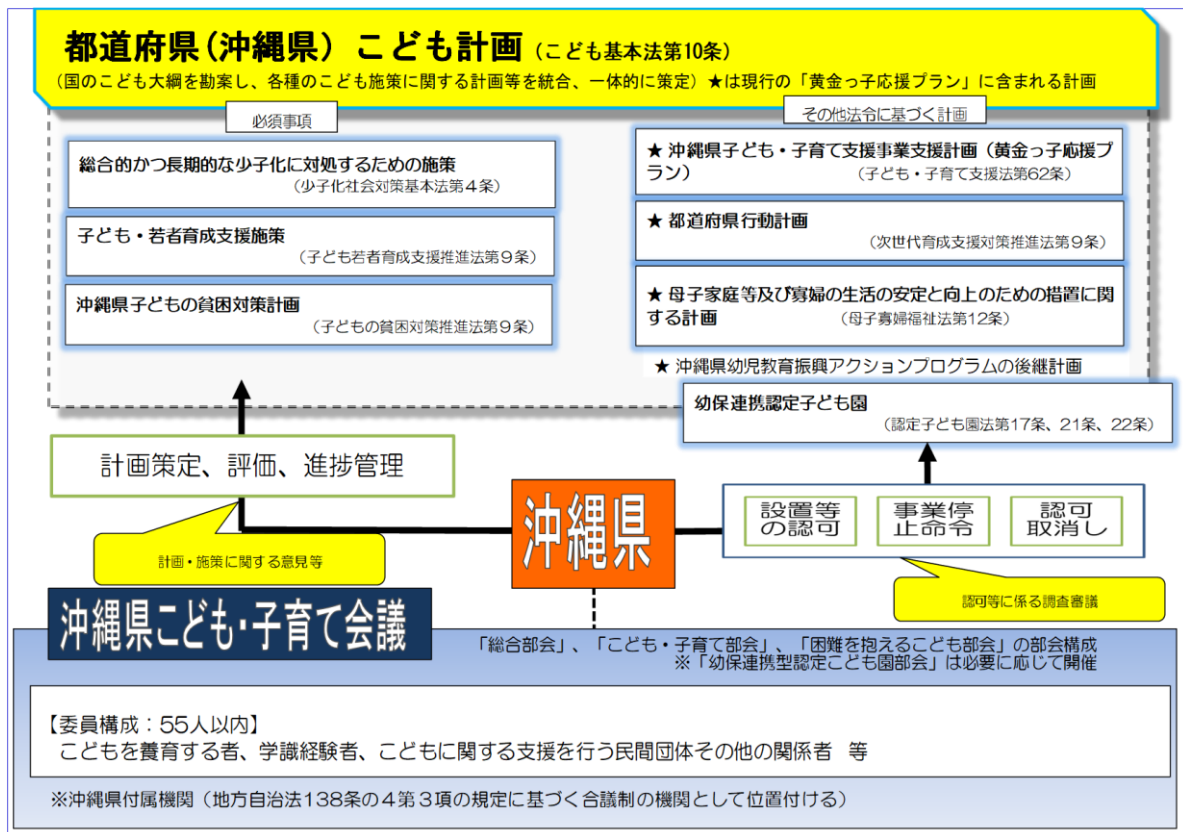 都道府県(沖縄県) こども計画(こども基本法第10条)
(国のこども大綱を勘案し、各種のこども施策に関する計画等を統合、一体的に策定)★は現行の「黄金っ子応援プラン」に含まれる計画
必須事項
総合的かつ長期的な少子化に対処するための施策
(少子化社会対策基本法第4条)
子ども・若者育成支援施策
(子ども若者育成支援推進法第9条)
沖縄県子どもの貧困対策計画
(子どもの貧困対策推進法第9条)
その他法令に基づく計画
★ 沖縄県子ども・子育て支援事業支援計画(黄金っ子応援プ
ラン) (子ども・子育て支援法第62条)
★ 都道府県行動計画
(次世代育成支援対策推進法第9条)
★ 母子家庭等及び寡婦の生活の安定と向上のための措置に関
する計画 (母子寡婦福祉法第12条)
★ 沖縄県幼児教育振興アクションプログラムの後継計画
幼保連携認定子ども園
(認定子ども園法第17条、21条、22条)
計画策定、評価、進捗管理
沖縄県
設置等
の認可
事業停
止命令
認可
取消し
計画・施策に関する意見等
認可等に係る調査審議
沖縄県こども・子育て会議
「総合部会」、「こども・子育て部会」、「困難を抱えるこども部会」の部会構成
※「幼保連携型認定こども園部会」は必要に応じて開催
【委員構成:55人以内】
こどもを養育する者、学識経験者、こどもに関する支援を行う民間団体その他の関係者 等
※沖縄県付属機関(地方自治法138条の4第3項の規定に基づく合議制の機関として位置付ける)